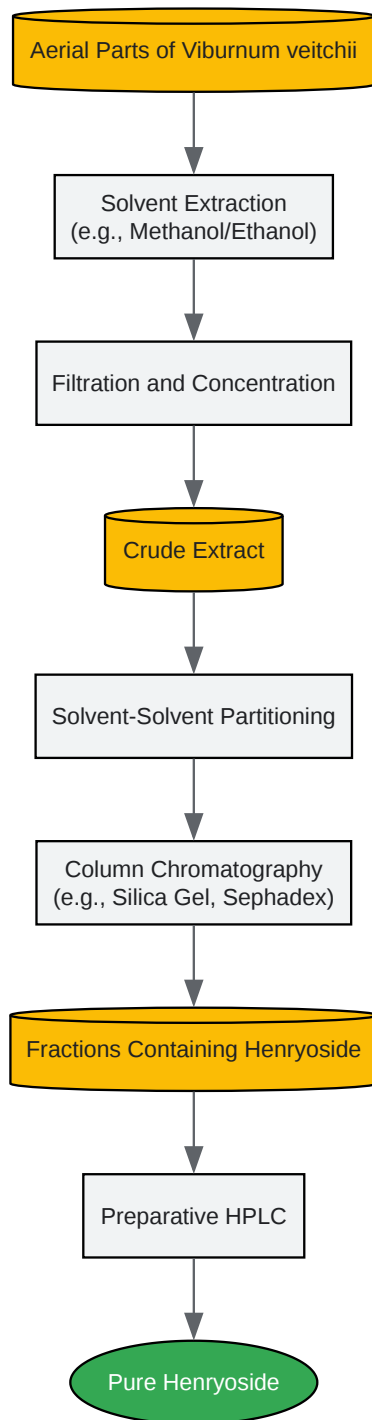 Aerial Parts of Viburnum veitchii
Solvent Extraction
(e.g., Methanol/Ethanol)
Filtration and Concentration
Crude Extract
Solvent-Solvent Partitioning
Column Chromatography
(e.g., Silica Gel, Sephadex)
Fractions Containing Henryoside
Preparative HPLC
Pure Henryoside